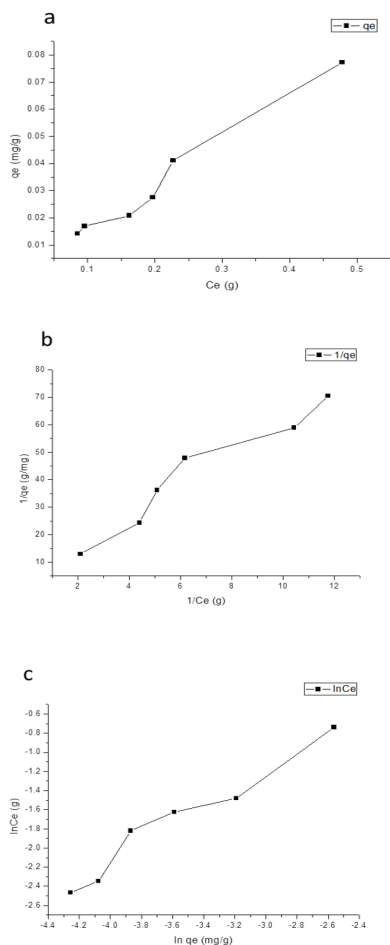 a
qe
0.08
0.07
0.06
0.05
0.04
0.03
0.02
0.01
qe (mg/g)
0.1 0.2 0.3 0.4 0.5
Ce (g)
b
1/qe
80
70
60
50
40
30
20
10
1/qe (g/mg)
2 4 6 8 10 12
1/Ce (g)
c
lnCe
-0.6
-0.8
-1.0
-1.2
-1.4
-1.6
-1.8
-2.0
-2.2
-2.4
-2.6
lnCe (g)
-4.4 -4.2 -4.0 -3.8 -3.6 -3.4 -3.2 -3.0 -2.8 -2.6 -2.4
ln qe (mg/g)